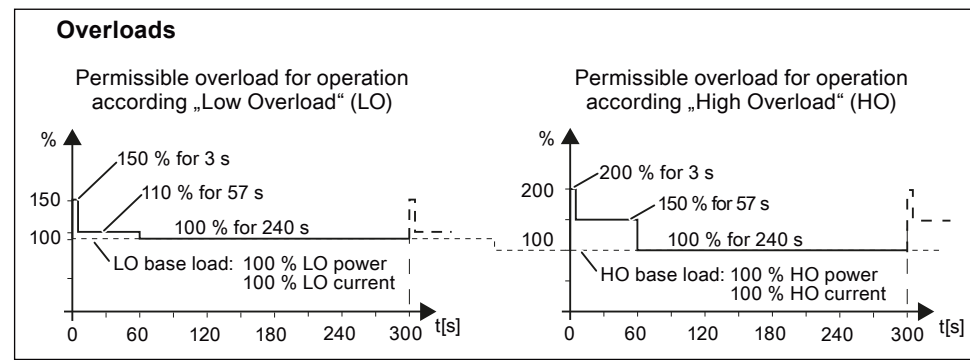 Overloads
Permissible overload for operation
according „Low Overload“ (LO)
%
150 % for 3 s
150
110 % for 57 s
100 % for 240 s
100
LO base load: 100 % LO power
100 % LO current
0 60 120 180 240 300 t[s]
Permissible overload for operation
according „High Overload“ (HO)
%
200 % for 3 s
200
150 % for 57 s
100 % for 240 s
100
HO base load: 100 % HO power
100 % HO current
0 60 120 180 240 300 t[s]